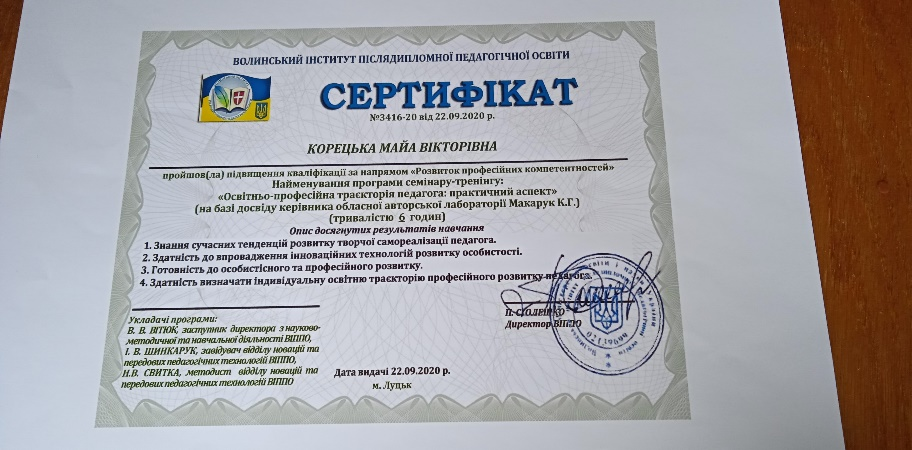 ВОЛИНСЬКИЙ ІНСТИТУТ ПІСЛЯДИПЛОМНОЇ ПЕДАГОГІЧНОЇ ОСВІТИ
СЕРТИФІКАТ
№3416-20 від 22.09.2020 р.
КОРЕЦЬКА МАЙА ВІКТОРІВНА
пройшов(ла) підвищення кваліфікації за напрямом «Розвиток професійних компетентностей»
Найменування програми семінару-тренінгу:
«Освітньо-професійна траєкторія педагога: практичний аспект»
(на базі досвіду керівника обласної авторської лабораторії Макарук К.Г.)
(тривалістю 6 годин)
Опис досягнутих результатів навчання
1. Знання сучасних тенденцій розвитку творчої самореалізації педагога.
2. Здатність до впровадження інноваційних технологій розвитку особистості.
3. Готовність до особистісного та професійного розвитку.
4. Здатність визначати індивідуальну освітню траєкторію професійного розвитку педагога.
Укладачі програми:
В. В. ВІТЮК, заступник директора з науково-
методичної та навчальної діяльності ВІППО,
І. В. ШИНКАРУК, завідувач відділу новацій та
передових педагогічних технологій ВІППО,
Н.В. СВИТКА, методист відділу новацій та
передових педагогічних технологій ВІППО
П. СТОЛЕЙКО
Директор ВІППО
Дата видачі 22.09.2020 р.
м. Луцьк